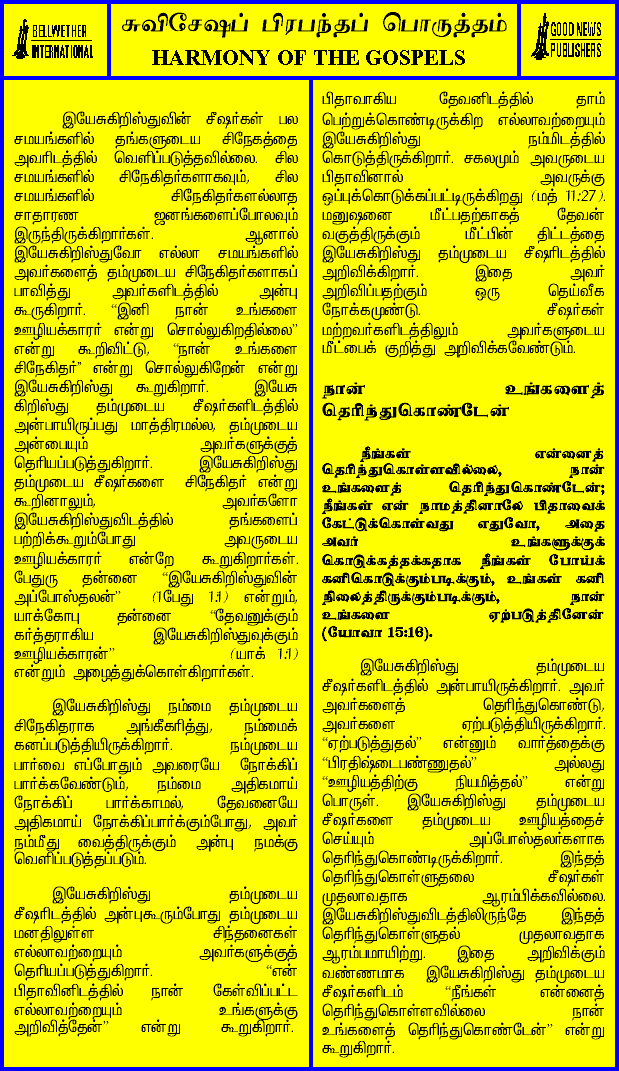 BELLWETHER
INTERNATIONAL
சுவிசேஷப் பிரபந்தப் பொருத்தம்
HARMONY OF THE GOSPELS
GOOD NEWS
PUBLISHERS
இயேசுகிறிஸ்துவின் சீஷர்கள் பல
சமயங்களில் தங்களுடைய சிநேகத்தை
அவரிடத்தில் வெளிப்படுத்தவில்லை. சில
சமயங்களில் சிநேகிதர்களாகவும், சில
சமயங்களில் சிநேகிதர்களல்லாத
சாதாரண ஜனங்களைப்போலவும்
இருந்திருக்கிறார்கள். ஆனால்
இயேசுகிறிஸ்துவோ எல்லா சமயங்களில்
அவர்களைத் தம்முடைய சிநேகிதர்களாகப்
பாவித்து அவர்களிடத்தில் அன்பு
கூருகிறார். “இனி நான் உங்களை
ஊழியக்காரர் என்று சொல்லுகிறதில்லை”
என்று கூறிவிட்டு, “நான் உங்களை
சிநேகிதர்” என்று சொல்லுகிறேன் என்று
இயேசுகிறிஸ்து கூறுகிறார். இயேசு
கிறிஸ்து தம்முடைய சீஷர்களிடத்தில்
அன்பாயிருப்பது மாத்திரமல்ல, தம்முடைய
அன்பையும் அவர்களுக்குத்
தெரியப்படுத்துகிறார். இயேசுகிறிஸ்து
தம்முடைய சீஷர்களை சிநேகிதர் என்று
கூறினாலும், அவர்களோ
இயேசுகிறிஸ்துவிடத்தில் தங்களைப்
பற்றிக்கூறும்போது அவருடைய
ஊழியக்காரர் என்றே கூறுகிறார்கள்.
பேதுரு தன்னை “இயேசுகிறிஸ்துவின்
அப்போஸ்தலன்” (1பேது 1:1) என்றும்,
யாக்கோபு தன்னை “தேவனுக்கும்
கர்த்தராகிய இயேசுகிறிஸ்துவுக்கும்
ஊழியக்காரன்” (யாக் 1:1)
என்றும் அழைத்துக்கொள்கிறார்கள்.
இயேசுகிறிஸ்து நம்மை தம்முடைய
சிநேகிதராக அங்கீகரித்து, நம்மைக்
கனப்படுத்தியிருக்கிறார். நம்முடைய
பார்வை எப்போதும் அவரையே நோக்கிப்
பார்க்கவேண்டும், நம்மை அதிகமாய்
நோக்கிப் பார்க்காமல், தேவனையே
அதிகமாய் நோக்கிப்பார்க்கும்போது, அவர்
நம்மீது வைத்திருக்கும் அன்பு நமக்கு
வெளிப்படுத்தப்படும்.
இயேசுகிறிஸ்து தம்முடைய
சீஷரிடத்தில் அன்புகூரும்போது தம்முடைய
மனதிலுள்ள சிந்தனைகள்
எல்லாவற்றையும் அவர்களுக்குத்
தெரியப்படுத்துகிறார். “என்
பிதாவினிடத்தில் நான் கேள்விப்பட்ட
எல்லாவற்றையும் உங்களுக்கு
அறிவித்தேன்” என்று கூறுகிறார்.
பிதாவாகிய தேவனிடத்தில் தாம்
பெற்றுக்கொண்டிருக்கிற எல்லாவற்றையும்
இயேசுகிறிஸ்து நம்மிடத்தில்
கொடுத்திருக்கிறார். சகலமும் அவருடைய
பிதாவினால் அவருக்கு
ஒப்புக்கொடுக்கப்பட்டிருக்கிறது (மத் 11:27).
மனுஷனை மீட்பதற்காகத் தேவன்
வகுத்திருக்கும் மீட்பின் திட்டத்தை
இயேசுகிறிஸ்து தம்முடைய சீஷரிடத்தில்
அறிவிக்கிறார். இதை அவர்
அறிவிப்பதற்கும் ஒரு தெய்வீக
நோக்கமுண்டு. சீஷர்கள்
மற்றவர்களிடத்திலும் அவர்களுடைய
மீட்பைக் குறித்து அறிவிக்கவேண்டும்.
நான் உங்களைத்
தெரிந்துகொண்டேன்
நீங்கள் என்னைத்
தெரிந்துகொள்ளவில்லை, நான்
உங்களைத் தெரிந்துகொண்டேன்;
நீங்கள் என் நாமத்தினாலே பிதாவைக்
கேட்டுக்கொள்வது எதுவோ, அதை
அவர் உங்களுக்குக்
கொடுக்கத்தக்கதாக நீங்கள் போய்க்
கனிகொடுக்கும்படிக்கும், உங்கள் கனி
நிலைத்திருக்கும்படிக்கும், நான்
உங்களை ஏற்படுத்தினேன்
(யோவா 15:16).
இயேசுகிறிஸ்து தம்முடைய
சீஷர்களிடத்தில் அன்பாயிருக்கிறார். அவர்
அவர்களைத் தெரிந்துகொண்டு,
அவர்களை ஏற்படுத்தியிருக்கிறார்.
“ஏற்படுத்துதல்” என்னும் வார்த்தைக்கு
“பிரதிஷ்டைபண்ணுதல்” அல்லது
“ஊழியத்திற்கு நியமித்தல்” என்று
பொருள். இயேசுகிறிஸ்து தம்முடைய
சீஷர்களை தம்முடைய ஊழியத்தைச்
செய்யும் அப்போஸ்தலர்களாக
தெரிந்துகொண்டிருக்கிறார். இந்தத்
தெரிந்துகொள்ளுதலை சீஷர்கள்
முதலாவதாக ஆரம்பிக்கவில்லை.
இயேசுகிறிஸ்துவிடத்திலிருந்தே இந்தத்
தெரிந்துகொள்ளுதல் முதலாவதாக
ஆரம்பமாயிற்று. இதை அறிவிக்கும்
வண்ணமாக இயேசுகிறிஸ்து தம்முடைய
சீஷர்களிடம் “நீங்கள் என்னைத்
தெரிந்துகொள்ளவில்லை நான்
உங்களைத் தெரிந்துகொண்டேன்” என்று
கூறுகிறார்.